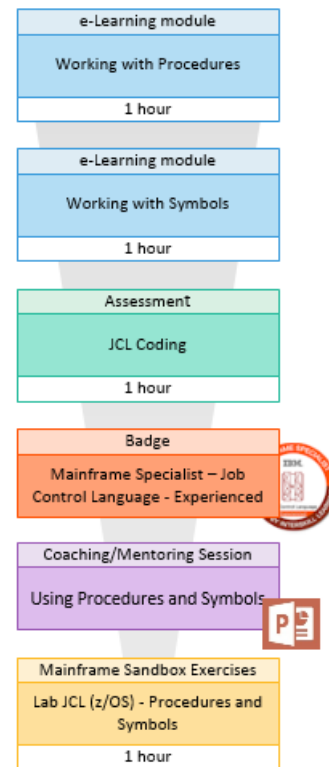 e-Learning module
Working with Procedures
1 hour
e-Learning module
Working with Symbols
1 hour
Assessment
JCL Coding
1 hour
Badge
Mainframe Specialist – Job
Control Language - Experienced
IBM
Coaching/Mentoring Session
Using Procedures and Symbols
P
Mainframe Sandbox Exercises
Lab JCL (z/OS) - Procedures and
Symbols
1 hour